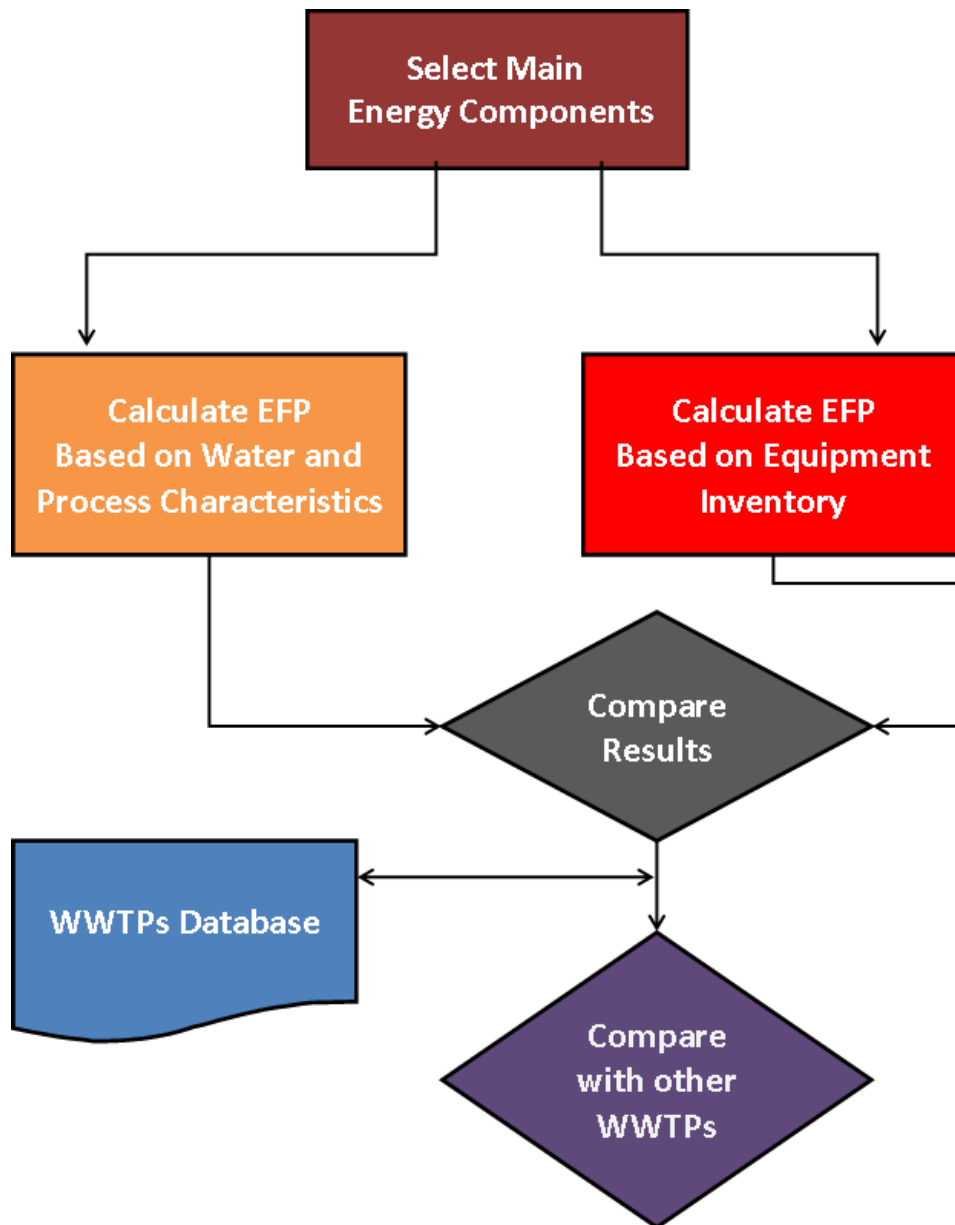 Select Main
Energy Components
Calculate EFP
Based on Water and
Process Characteristics
Calculate EFP
Based on Equipment
Inventory
Compare
Results
WWTPs Database
Compare
with other
WWTPs